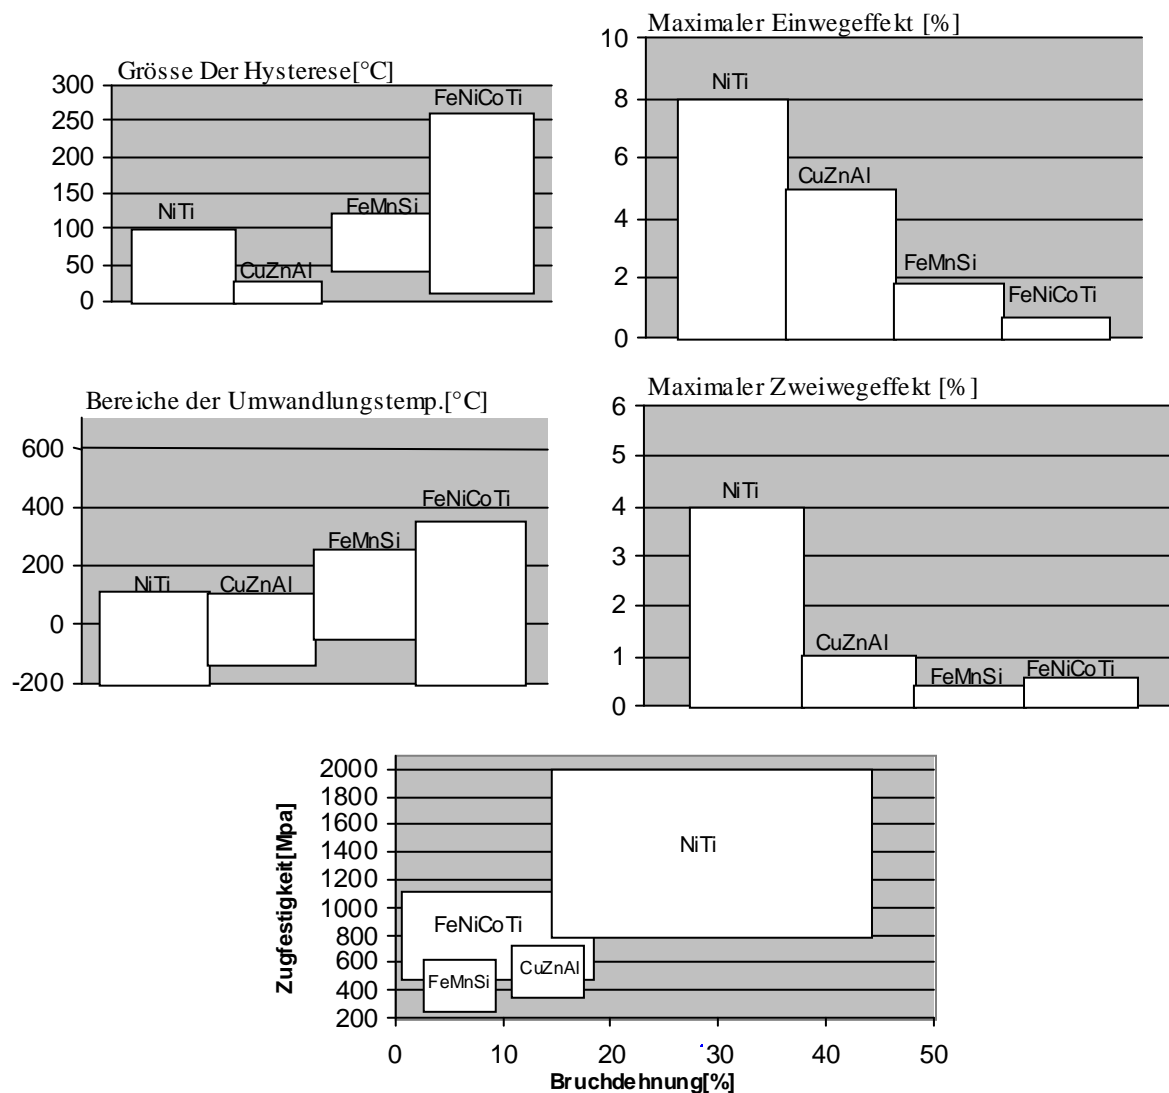 Grösse Der Hysterese[°C]
300
250
200
150
100
50
0
NiTi
CuZnAl
FeMnSi
FeNiCoTi
Maximaler Einwegeffekt [%]
10
8
6
4
2
0
NiTi
CuZnAl
FeMnSi
FeNiCoTi
Bereiche der Umwandlungstemp.[°C]
600
400
200
0
-200
NiTi
CuZnAl
FeMnSi
FeNiCoTi
Maximaler Zweiwegeffekt [%]
6
5
4
3
2
1
0
NiTi
CuZnAl
FeMnSi
FeNiCoTi
Zugfestigkeit[Mpa]
2000
1800
1600
1400
1200
1000
800
600
400
200
NiTi
FeNiCoTi
FeMnSi
CuZnAl
0 10 20 30 40 50
Bruchdehnung[%]